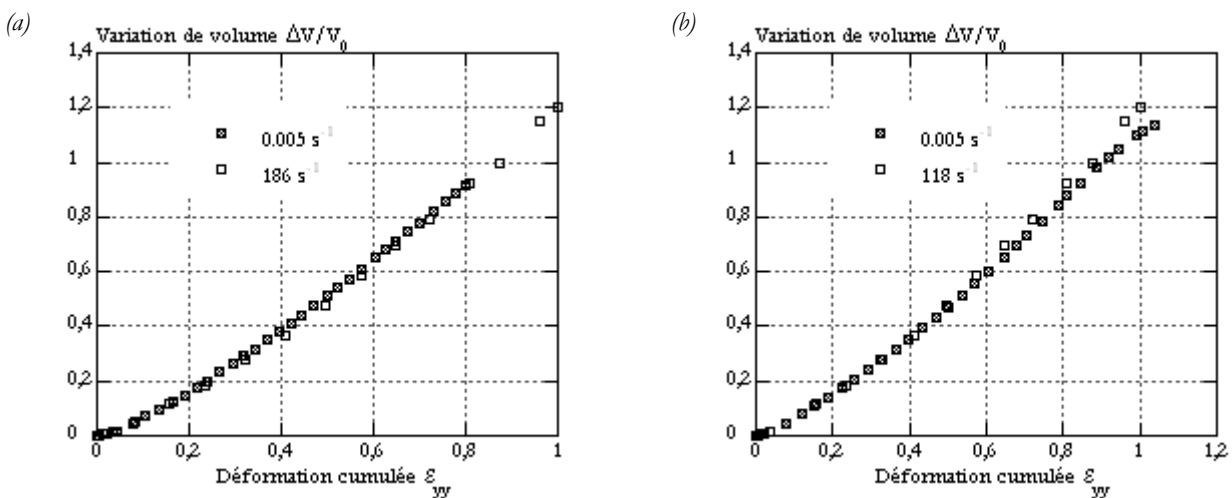 (a)
Variation de volume ΔV/V₀
1,4
1,2
1
0,8
0,6
0,4
0,2
0
0.005 s⁻¹
186 s⁻¹
0 0,2 0,4 0,6 0,8 1
Déformation cumulée ε_yy
(b)
Variation de volume ΔV/V₀
1,4
1,2
1
0,8
0,6
0,4
0,2
0
0.005 s⁻¹
118 s⁻¹
0 0,2 0,4 0,6 0,8 1 1,2
Déformation cumulée ε_yy